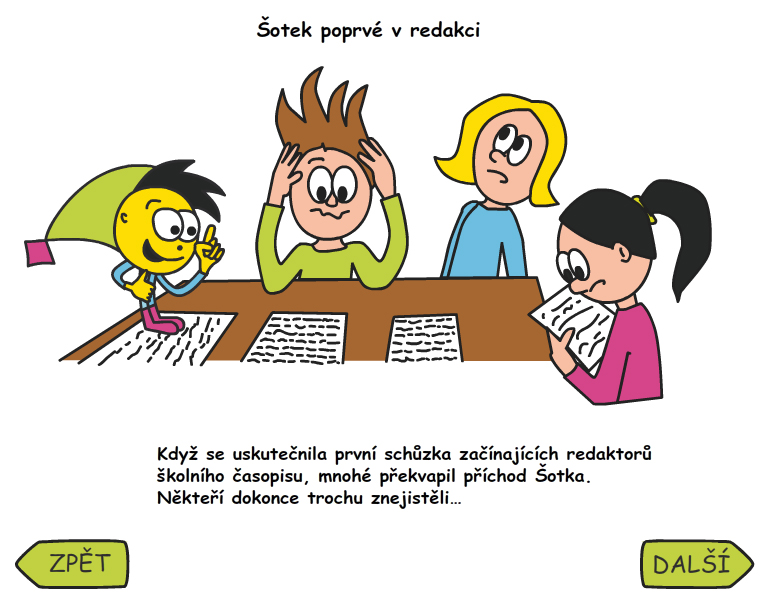 Šotek poprvé v redakci
Když se uskutečnila první schůzka začínajících redaktorů
školního časopisu, mnohé překvapil příchod Šotka.
Někteří dokonce trochu znejistěli...
ZPĚT
DALŠÍ